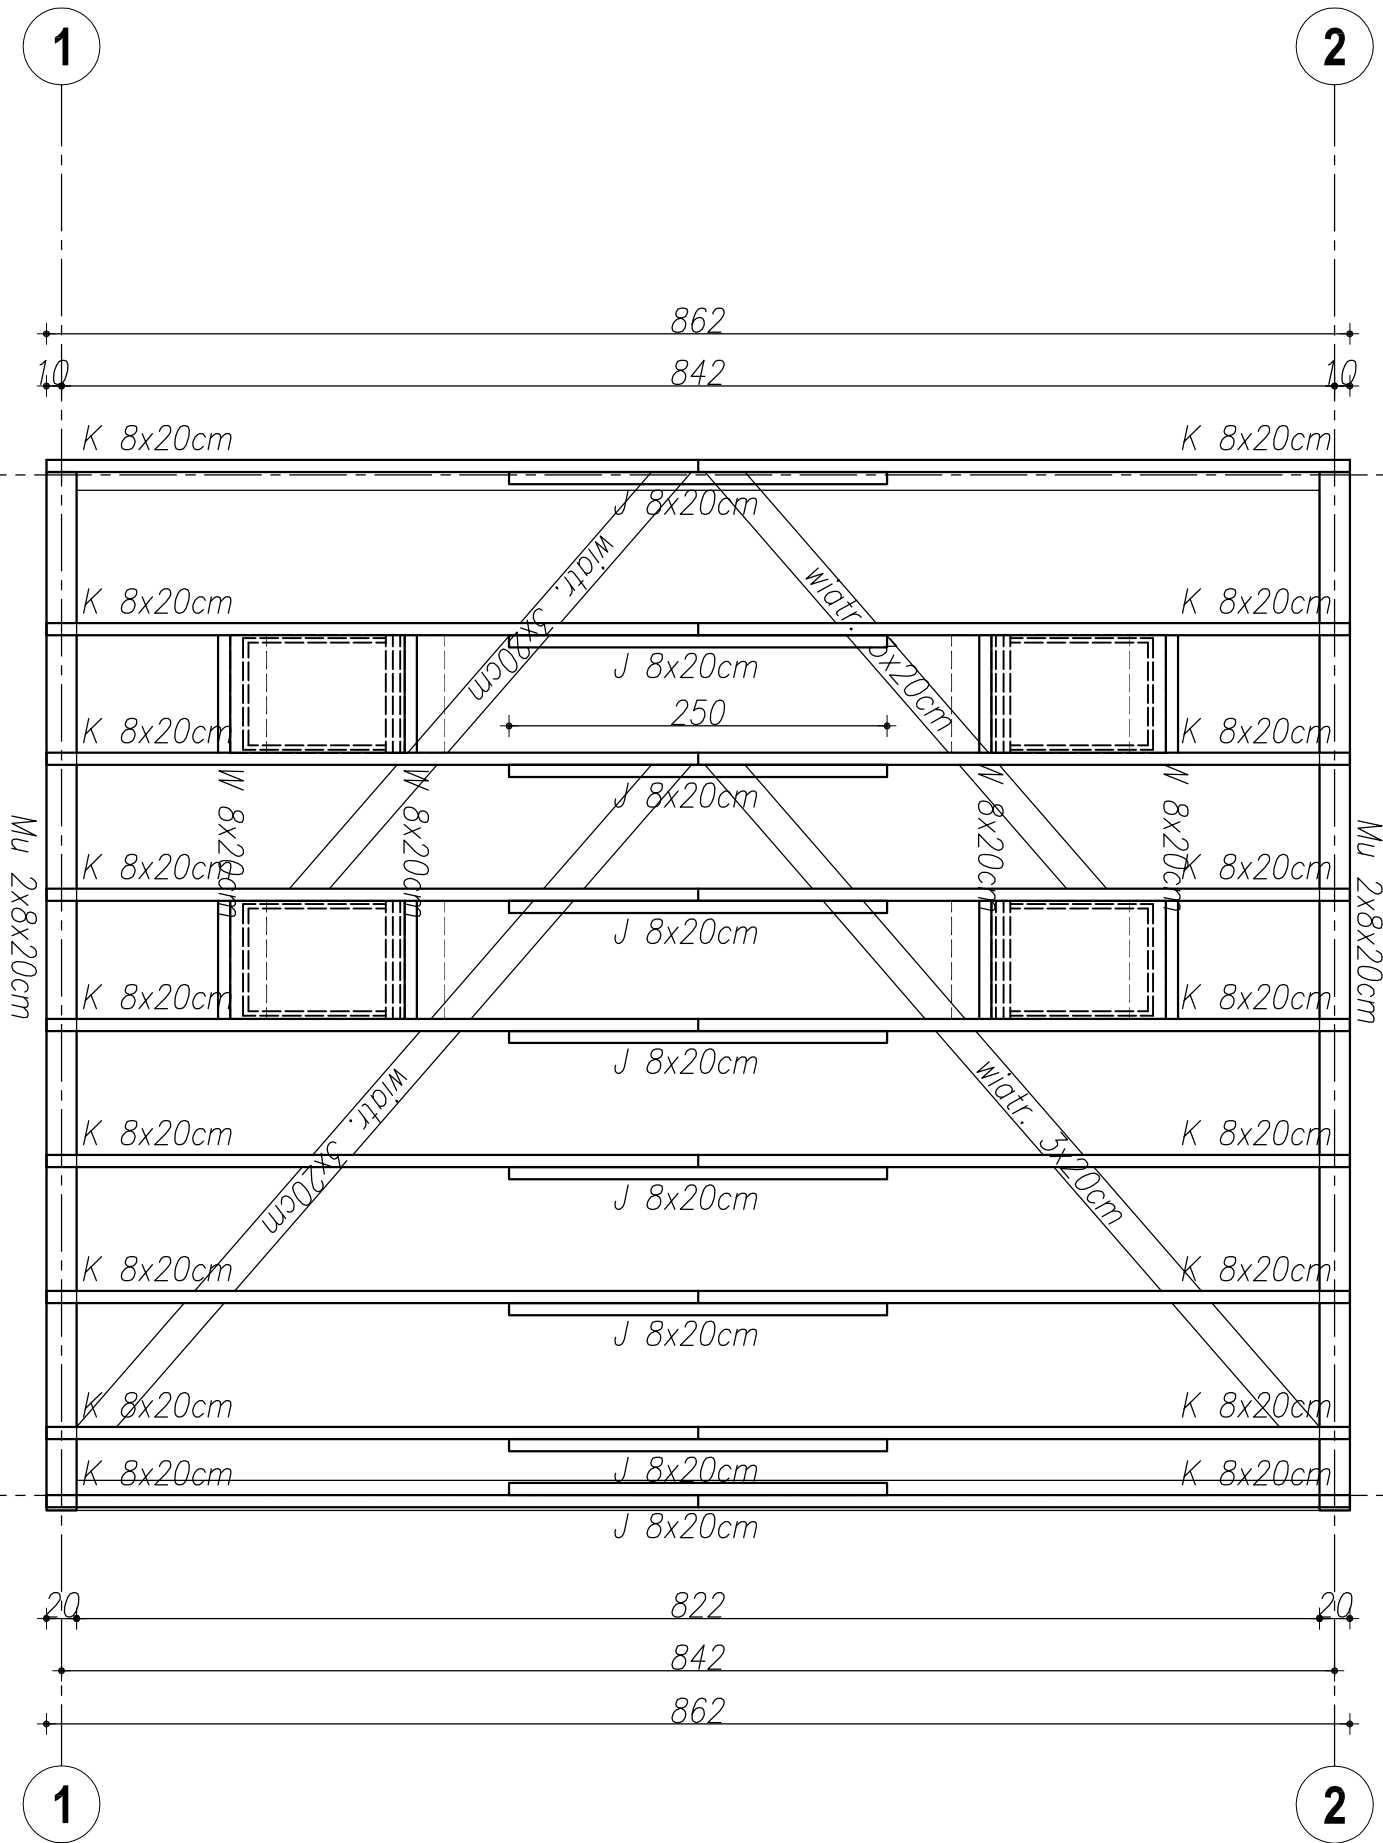 1 2
862
10 842 10
K 8x20cm K 8x20cm
J 8x20cm
wiatr. 3x20cm wiatr. 3x20cm
K 8x20cm K 8x20cm
J 8x20cm
250
K 8x20cm K 8x20cm
J 8x20cm
W 8x20cm W 8x20cm W 8x20cm W 8x20cm
Mu 2x8x20cm Mu 2x8x20cm
K 8x20cm K 8x20cm
J 8x20cm
K 8x20cm K 8x20cm
J 8x20cm
wiatr. 3x20cm wiatr. 3x20cm
K 8x20cm K 8x20cm
J 8x20cm
K 8x20cm K 8x20cm
J 8x20cm
K 8x20cm K 8x20cm
J 8x20cm
K 8x20cm K 8x20cm
J 8x20cm
20 822 20
842
862
1 2